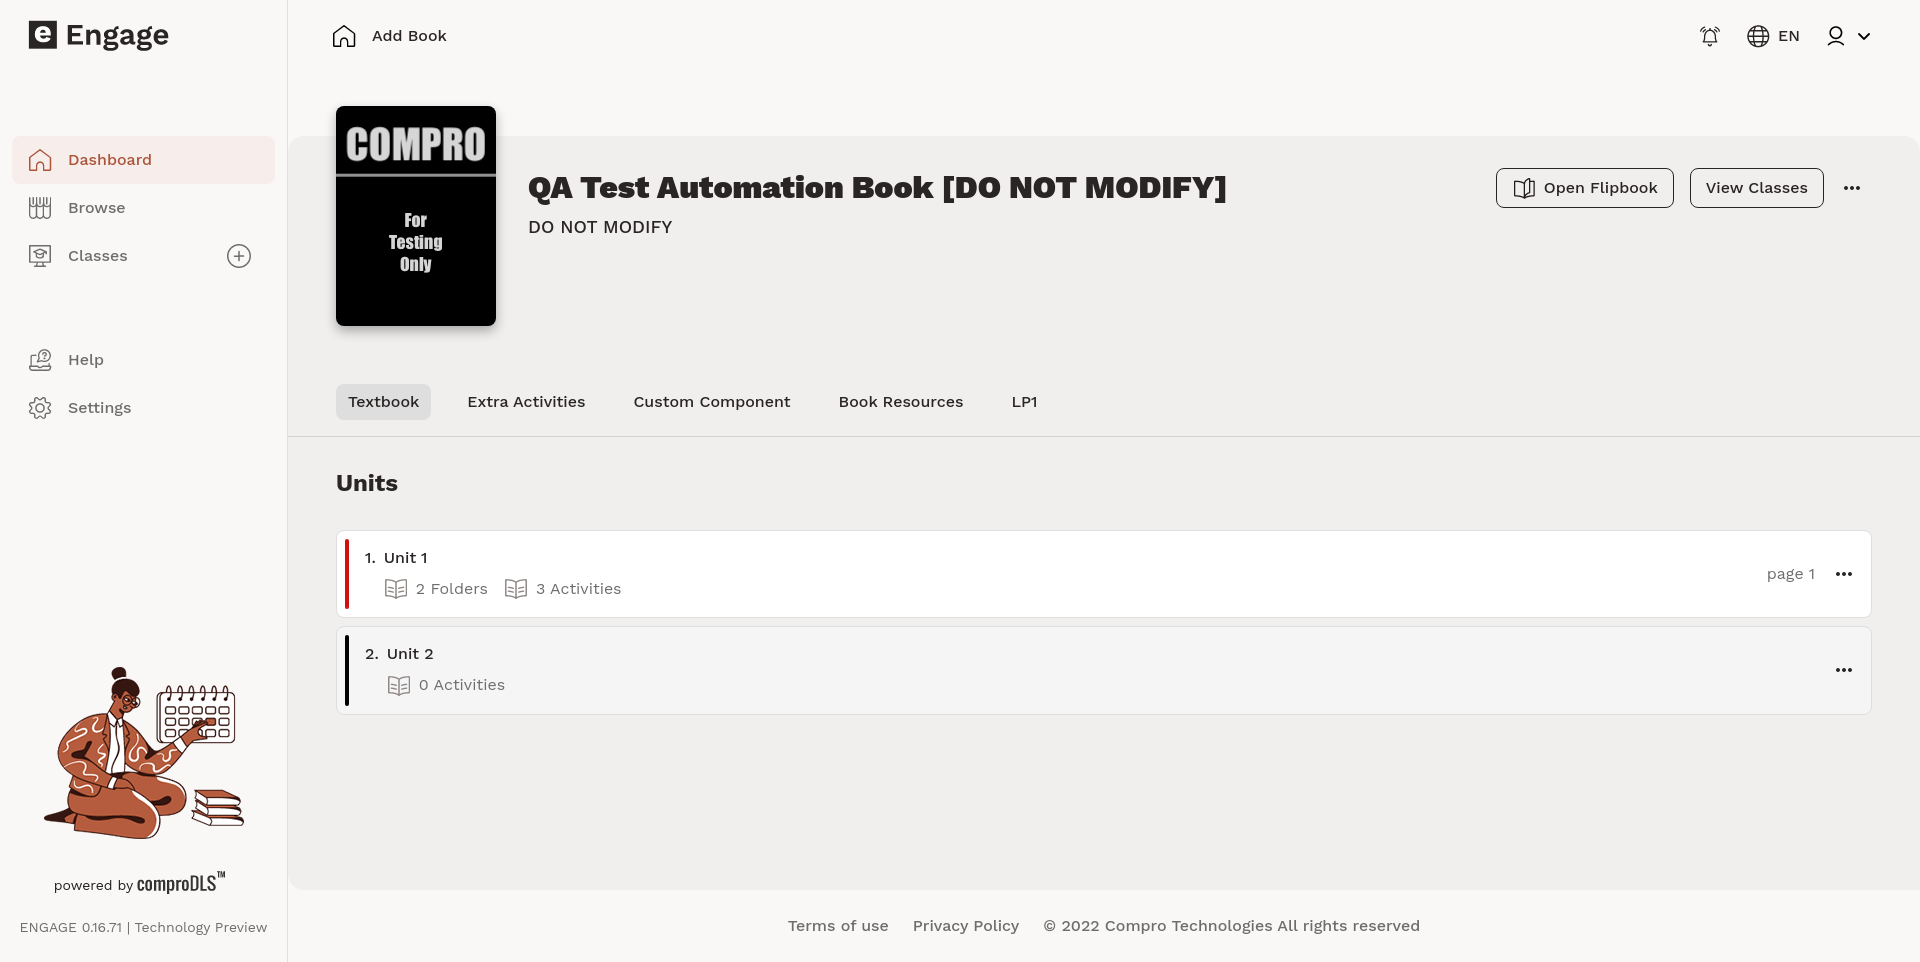 e Engage
Add Book
EN
Dashboard
Browse
Classes
Help
Settings
powered by comproDLS™
ENGAGE 0.16.71 | Technology Preview
COMPRO
For
Testing
Only
QA Test Automation Book [DO NOT MODIFY]
DO NOT MODIFY
Open Flipbook
View Classes
Textbook
Extra Activities
Custom Component
Book Resources
LP1
Units
1. Unit 1
2 Folders 3 Activities
page 1
2. Unit 2
0 Activities
Terms of use Privacy Policy © 2022 Compro Technologies All rights reserved